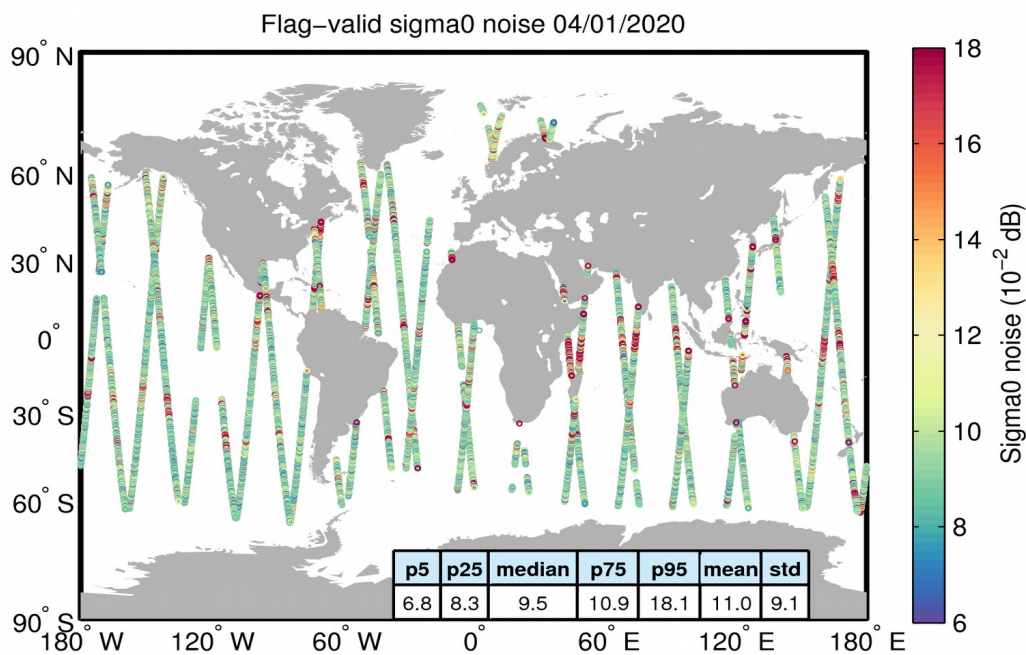 Flag−valid sigma0 noise 04/01/2020
90° N
60° N
30° N
0°
30° S
60° S
90° S
180° W
120° W
60° W
0°
60° E
120° E
180° E
p5 p25 median p75 p95 mean std
6.8 8.3 9.5 10.9 18.1 11.0 9.1
18
16
14
12
10
8
6
Sigma0 noise (10⁻² dB)